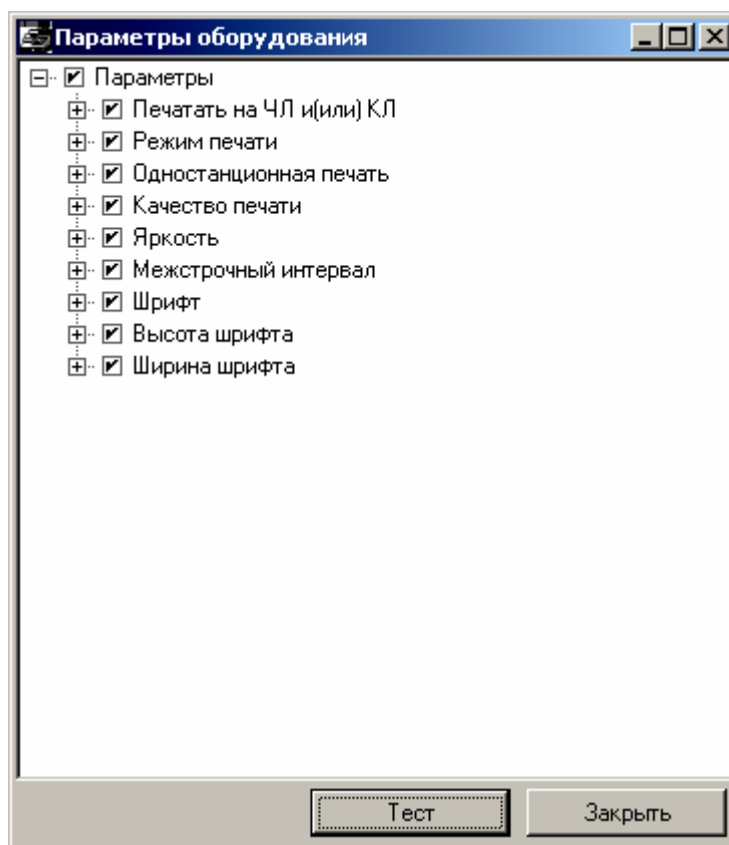 Параметры оборудования
Параметры
Печатать на ЧЛ и(или) КЛ
Режим печати
Одностанционная печать
Качество печати
Яркость
Межстрочный интервал
Шрифт
Высота шрифта
Ширина шрифта
Тест Закрыть